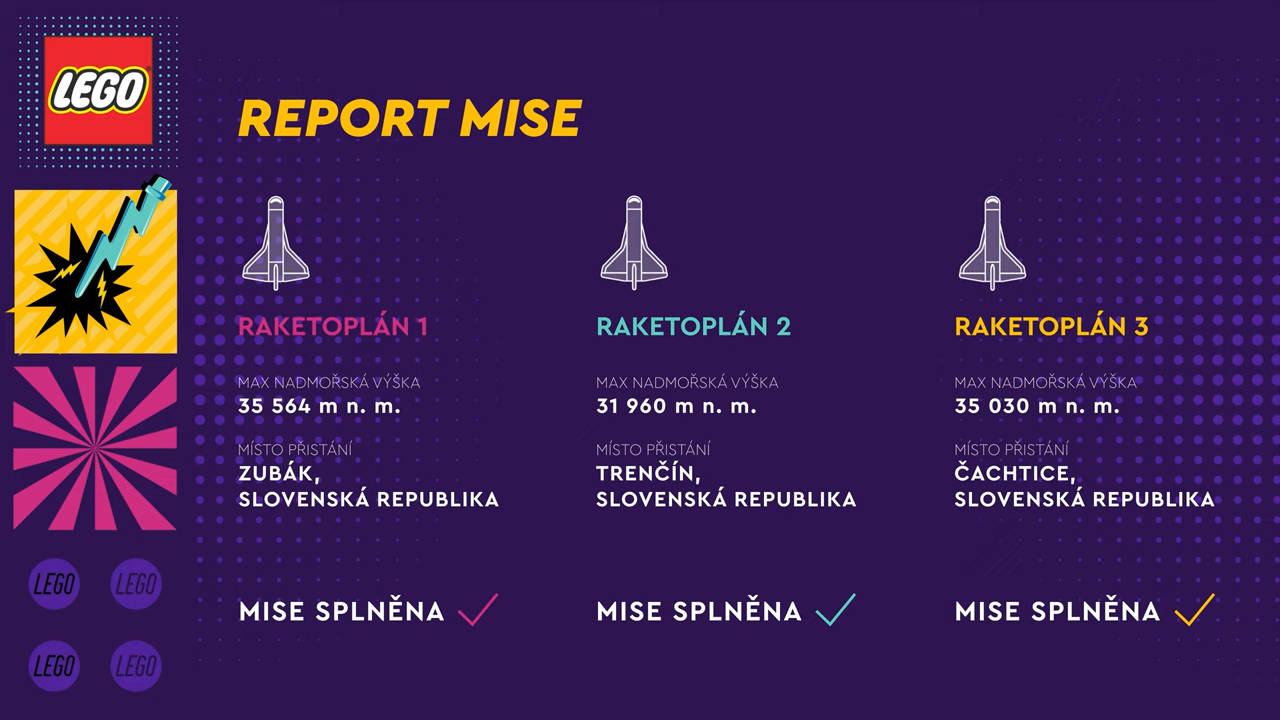 LEGO
REPORT MISE
RAKETOPLÁN 1
MAX NADMOŘSKÁ VÝŠKA
35 564 m n. m.
MÍSTO PŘISTÁNÍ
ZUBÁK,
SLOVENSKÁ REPUBLIKA
MISE SPLNĚNA
RAKETOPLÁN 2
MAX NADMOŘSKÁ VÝŠKA
31 960 m n. m.
MÍSTO PŘISTÁNÍ
TRENČÍN,
SLOVENSKÁ REPUBLIKA
MISE SPLNĚNA
RAKETOPLÁN 3
MAX NADMOŘSKÁ VÝŠKA
35 030 m n. m.
MÍSTO PŘISTÁNÍ
ČACHTICE,
SLOVENSKÁ REPUBLIKA
MISE SPLNĚNA
LEGO LEGO
LEGO LEGO